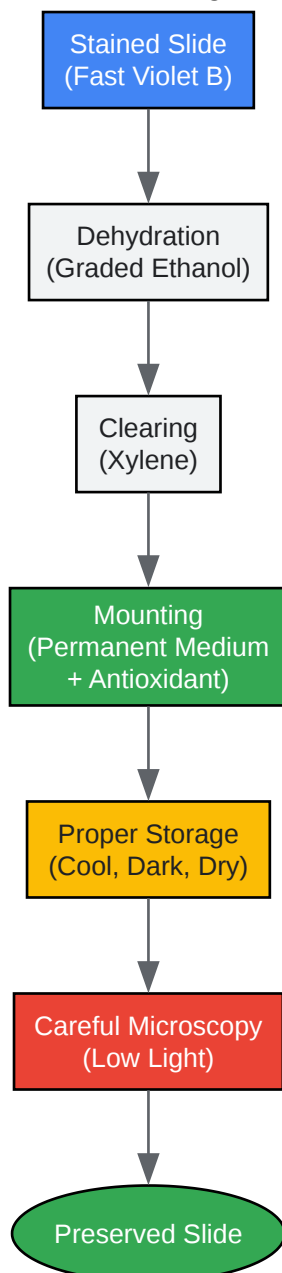 Stained Slide
(Fast Violet B)
Dehydration
(Graded Ethanol)
Clearing
(Xylene)
Mounting
(Permanent Medium
+ Antioxidant)
Proper Storage
(Cool, Dark, Dry)
Careful Microscopy
(Low Light)
Preserved Slide